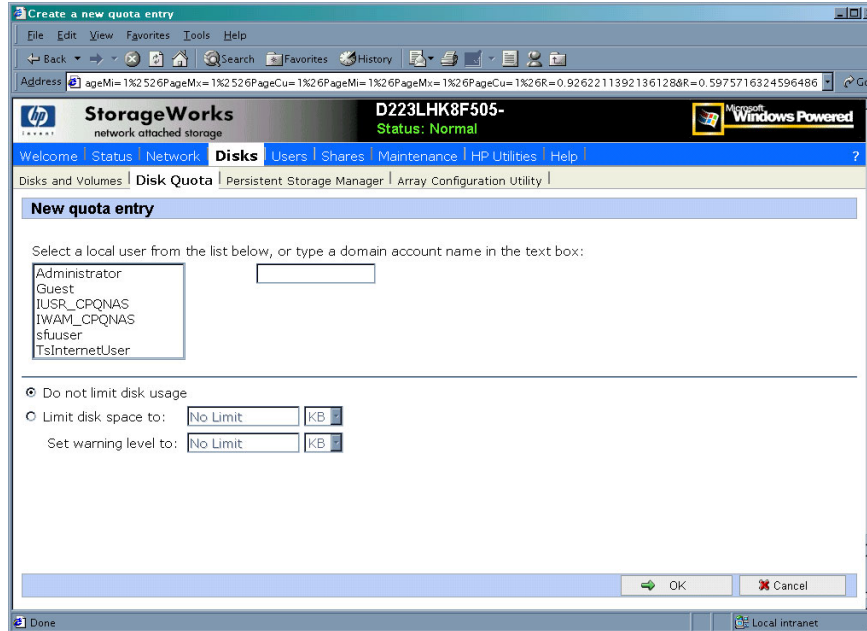 Create a new quota entry
File Edit View Favorites Tools Help
Back Search Favorites History
Address ageMi=1%2526PageMx=1%2526PageCu=1%26PageMi=1%26PageMx=1%26PageCu=1%26R=0.9262211392136128&R=0.5975716324596486 Go
hp invent StorageWorks D223LHK8F505- Microsoft Windows Powered
network attached storage Status: Normal
Welcome Status Network Disks Users Shares Maintenance HP Utilities Help ?
Disks and Volumes Disk Quota Persistent Storage Manager Array Configuration Utility
New quota entry
Select a local user from the list below, or type a domain account name in the text box:
Administrator
Guest
IUSR_CPQNAS
IWAM_CPQNAS
sfuuser
TsInternetUser
Do not limit disk usage
Limit disk space to: No Limit KB
Set warning level to: No Limit KB
OK Cancel
Done Local intranet